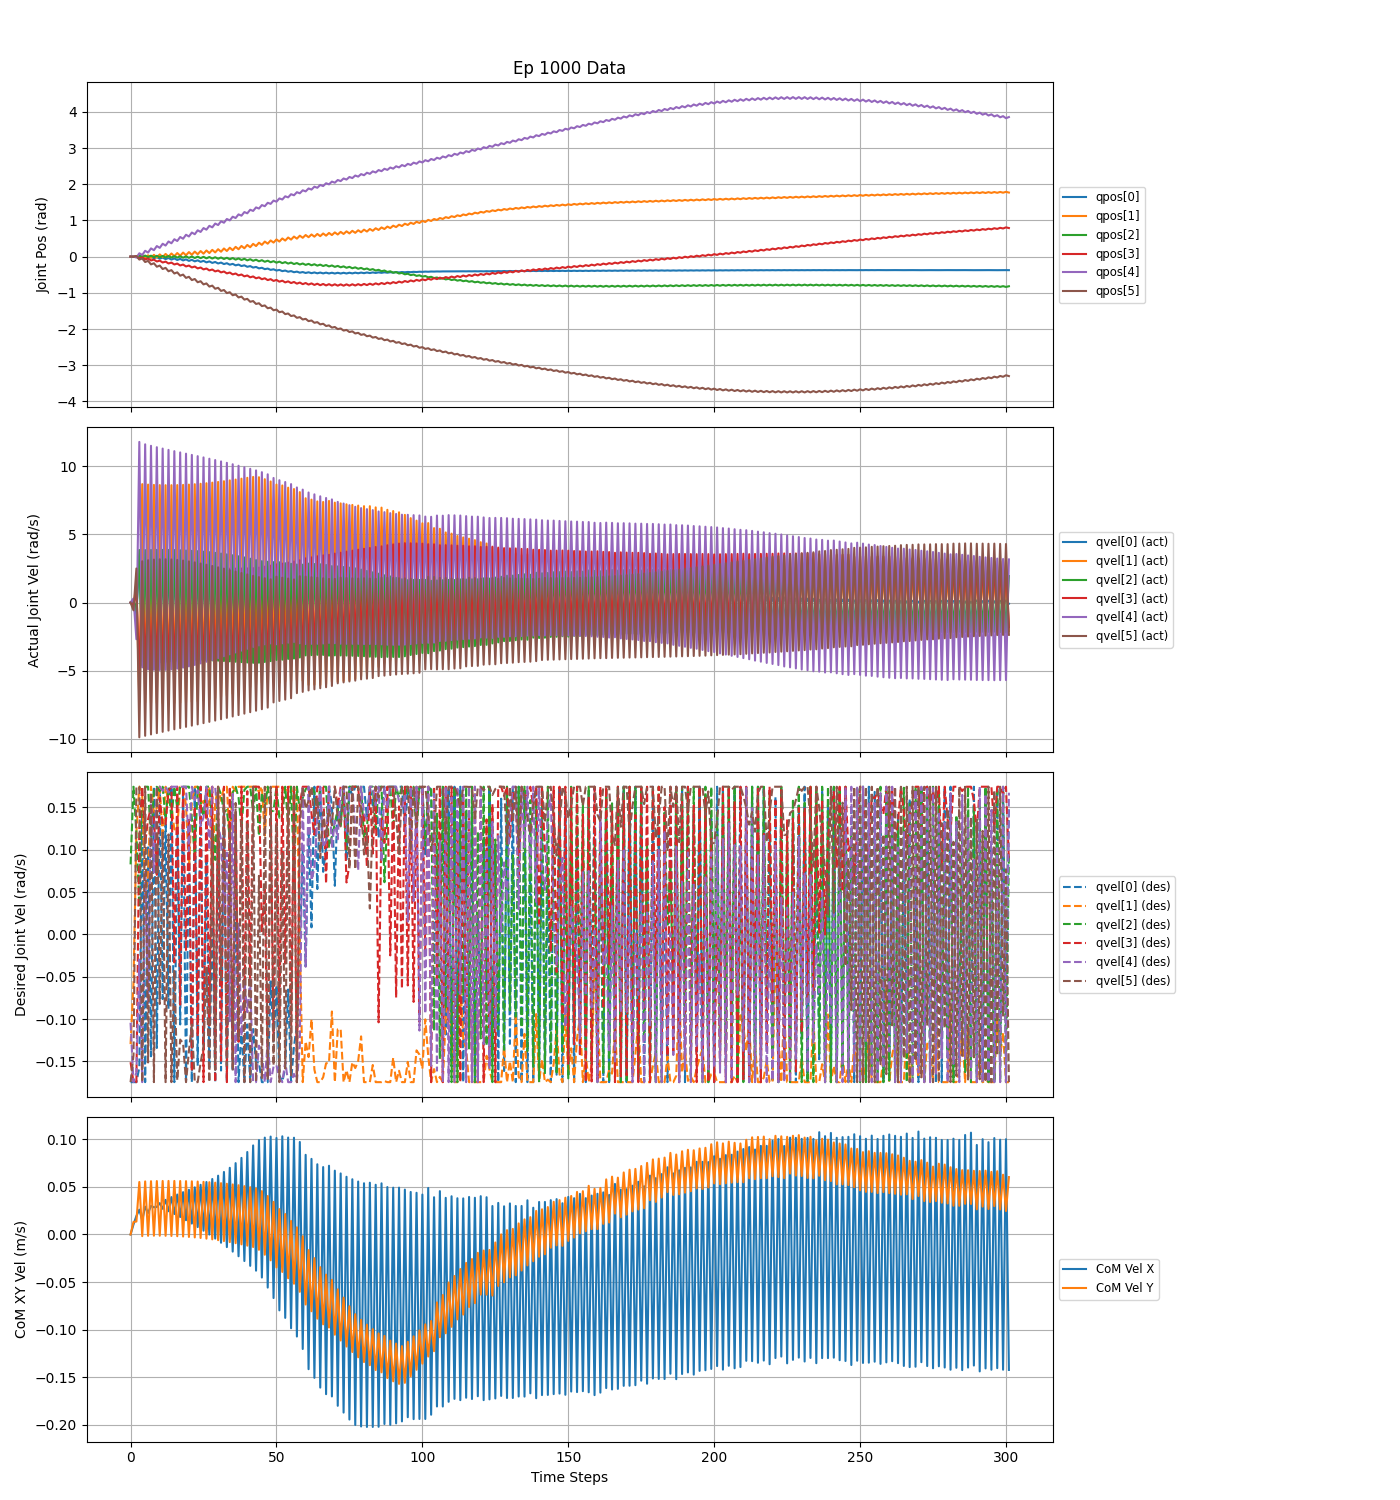 Ep 1000 Data
Joint Pos (rad)
4
3
2
1
0
−1
−2
−3
−4
qpos[0]
qpos[1]
qpos[2]
qpos[3]
qpos[4]
qpos[5]
Actual Joint Vel (rad/s)
10
5
0
−5
−10
qvel[0] (act)
qvel[1] (act)
qvel[2] (act)
qvel[3] (act)
qvel[4] (act)
qvel[5] (act)
Desired Joint Vel (rad/s)
0.15
0.10
0.05
0.00
−0.05
−0.10
−0.15
qvel[0] (des)
qvel[1] (des)
qvel[2] (des)
qvel[3] (des)
qvel[4] (des)
qvel[5] (des)
CoM XY Vel (m/s)
0.10
0.05
0.00
−0.05
−0.10
−0.15
−0.20
CoM Vel X
CoM Vel Y
0 50 100 150 200 250 300
Time Steps